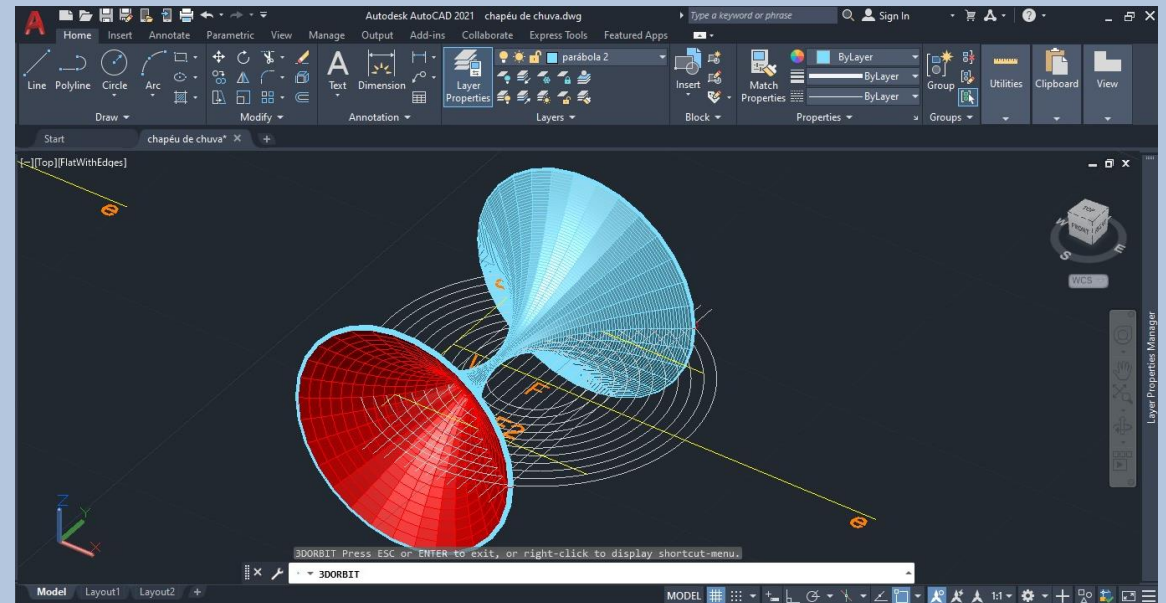 Autodesk AutoCAD 2021 chapéu de chuva.dwg
Type a keyword or phrase
Sign In
Home Insert Annotate Parametric View Manage Output Add-ins Collaborate Express Tools Featured Apps
parábola 2
ByLayer
ByLayer
ByLayer
Line Polyline Circle Arc
Text Dimension
Layer Properties
Insert
Match Properties
Group
Utilities
Clipboard
View
Draw
Modify
Annotation
Layers
Block
Properties
Groups
Start
chapéu de chuva*
[−][Top][FlatWithEdges]
e
TOP
FRONT
W
S
E
WCS
F
e
Layer Properties Manager
Z
Y
X
3DORBIT Press ESC or ENTER to exit, or right-click to display shortcut-menu.
3DORBIT
Model Layout1 Layout2 +
MODEL
1:1